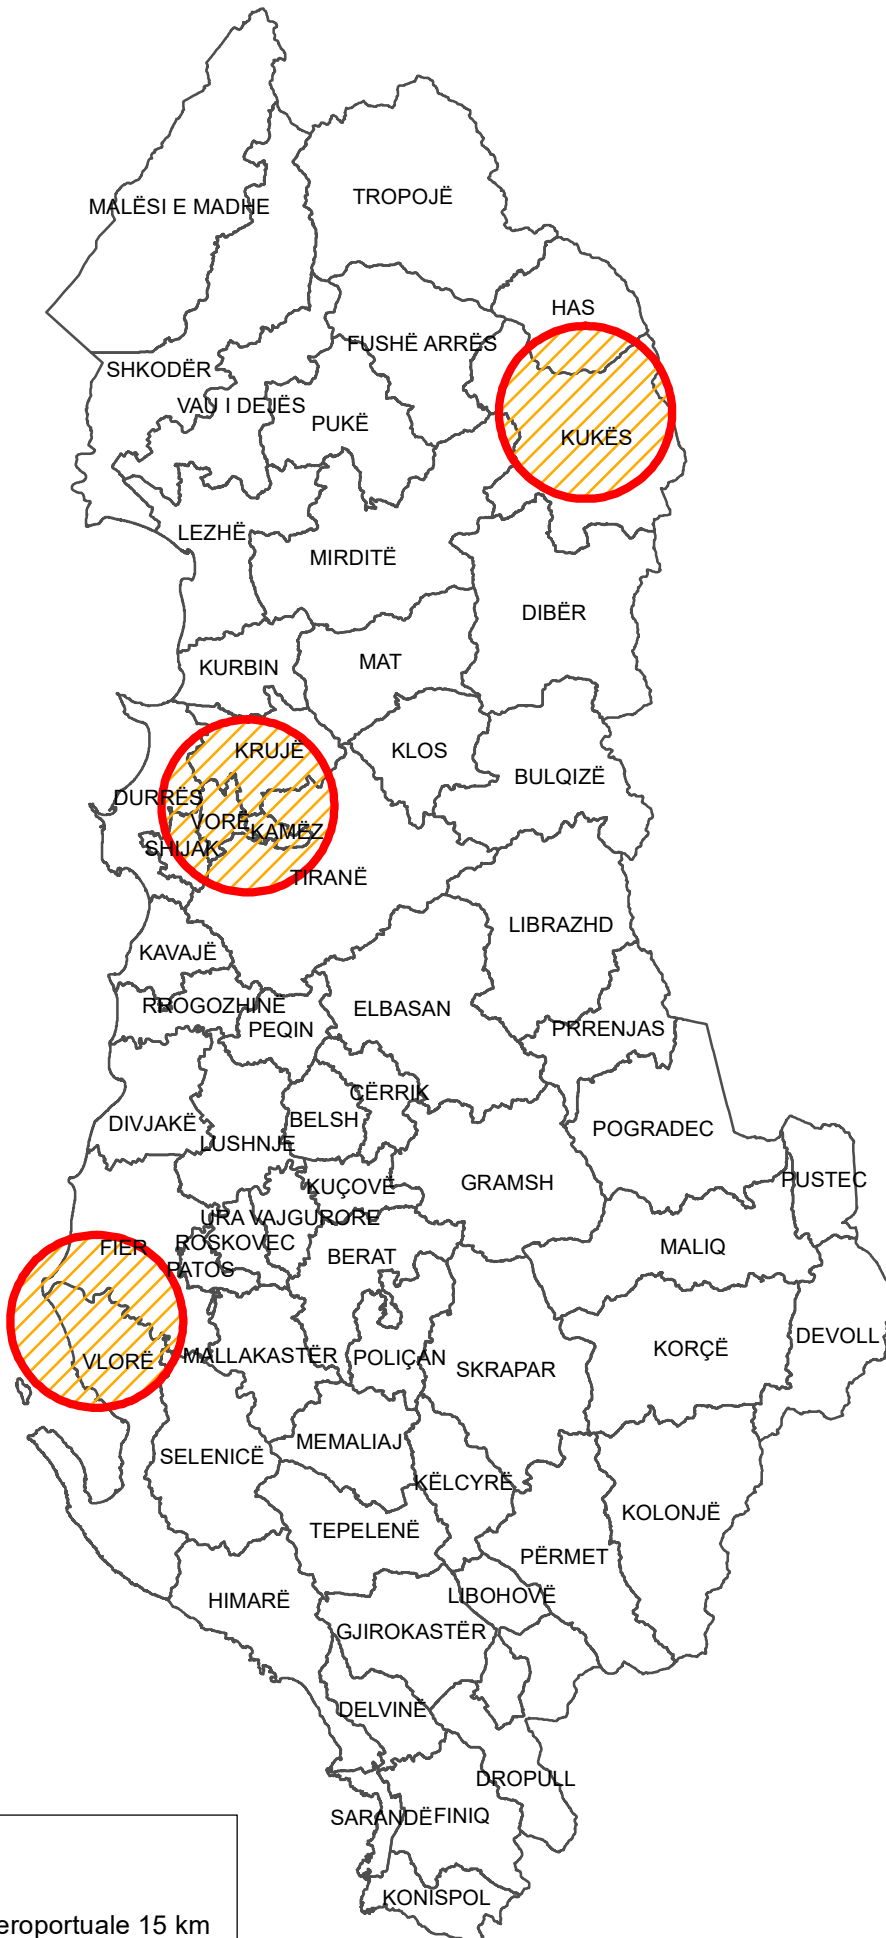 TROPOJË
MALËSI E MADHE
HAS
FUSHË ARRËS
SHKODËR
VAU I DEJËS
PUKË
KUKËS
LEZHË
MIRDITË
DIBËR
MAT
KURBIN
KRUJË
KLOS
BULQIZË
DURRËS
VORË
KAMËZ
SHIJAK
TIRANË
LIBRAZHD
KAVAJË
RROGOZHINË
ELBASAN
PEQIN
PRRENJAS
CËRRIK
BELSH
DIVJAKË
POGRADEC
LUSHNJE
PUSTEC
GRAMSH
KUÇOVË
URA VAJGURORE
ROSKOVEC
FIER
MALIQ
BERAT
PATOS
DEVOLL
KORÇË
MALLAKASTËR
POLIÇAN
VLORË
SKRAPAR
MEMALIAJ
SELENICË
KËLCYRË
KOLONJË
TEPELENË
PËRMET
LIBOHOVË
HIMARË
GJIROKASTËR
DELVINË
DROPULL
SARANDË
FINIQ
KONISPOL
eroportuale 15 km